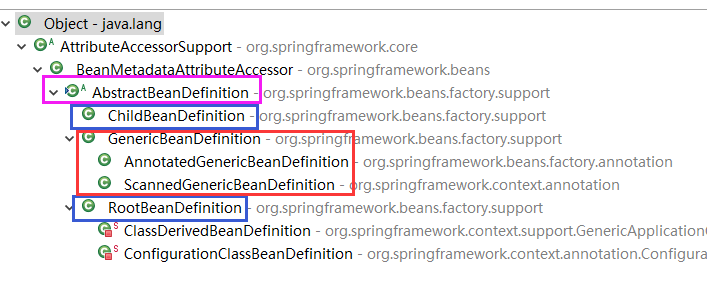 Object - java.lang
A AttributeAccessorSupport - org.springframework.core
BeanMetadataAttributeAccessor - org.springframework.beans
A AbstractBeanDefinition - org.springframework.beans.factory.support
ChildBeanDefinition - org.springframework.beans.factory.support
GenericBeanDefinition - org.springframework.beans.factory.support
AnnotatedGenericBeanDefinition - org.springframework.beans.factory.annotation
ScannedGenericBeanDefinition - org.springframework.context.annotation
RootBeanDefinition - org.springframework.beans.factory.support
S ClassDerivedBeanDefinition - org.springframework.context.support.GenericApplicationC
S ConfigurationClassBeanDefinition - org.springframework.context.annotation.Configura